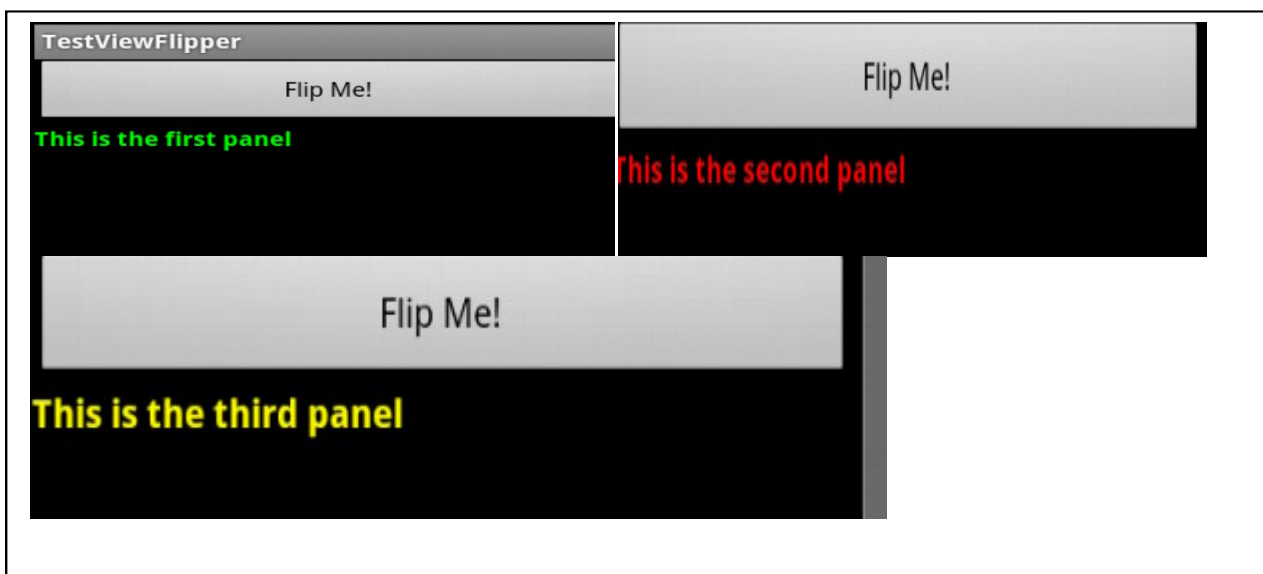 TestViewFlipper
Flip Me!
This is the first panel
Flip Me!
This is the second panel
Flip Me!
This is the third panel